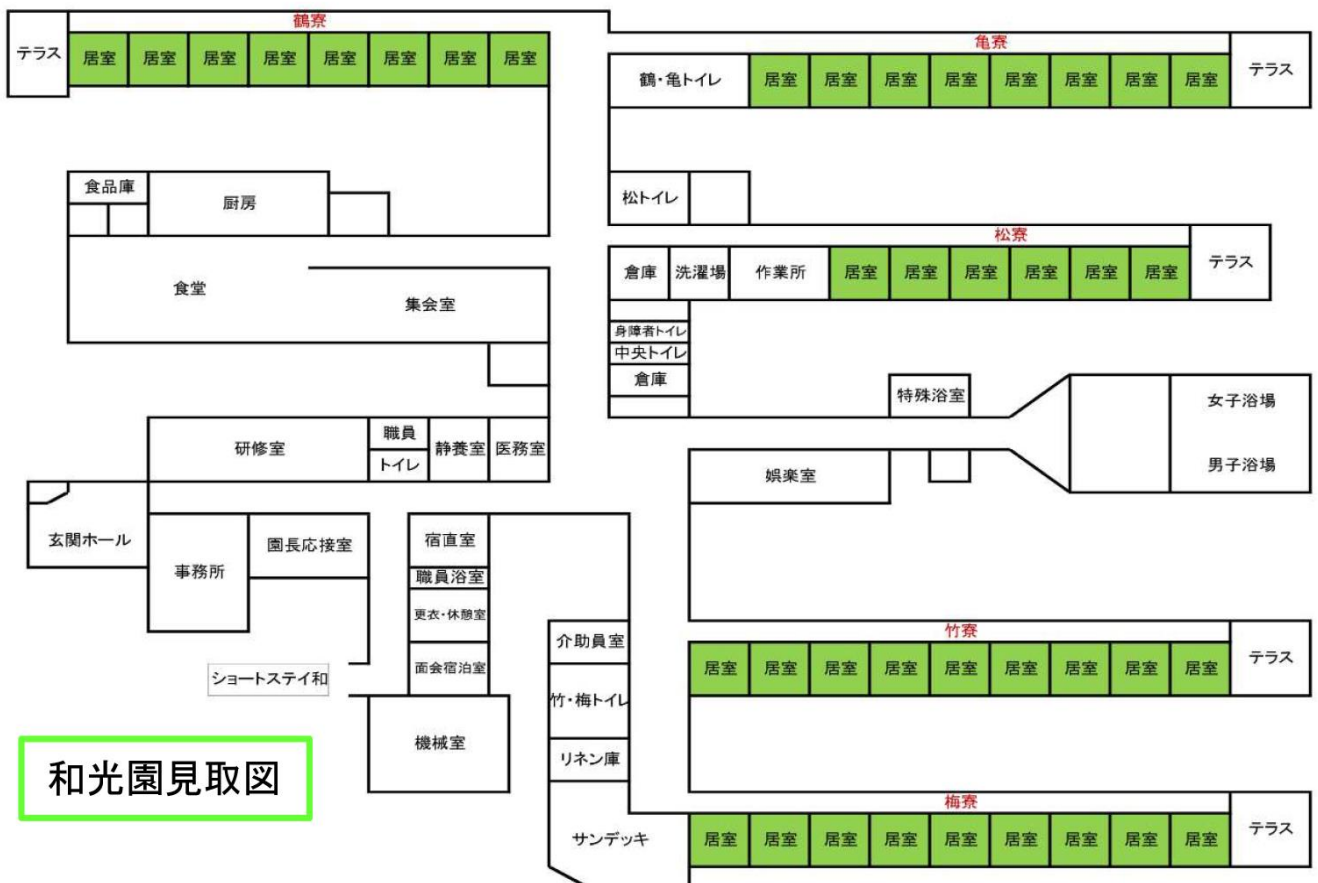 鶴寮
テラス
居室 居室 居室 居室 居室 居室 居室 居室
亀寮
鶴・亀トイレ
居室 居室 居室 居室 居室 居室 居室 居室
テラス
食品庫
厨房
松トイレ
松寮
食堂
集会室
倉庫
洗濯場
作業所
居室 居室 居室 居室 居室 居室
テラス
身障者トイレ
中央トイレ
倉庫
特殊浴室
女子浴場
男子浴場
研修室
職員
トイレ
静養室
医務室
娯楽室
玄関ホール
事務所
園長応接室
宿直室
職員浴室
更衣・休憩室
面会宿泊室
機械室
ショートステイ和
介助員室
竹・梅トイレ
リネン庫
サンデッキ
竹寮
居室 居室 居室 居室 居室 居室 居室 居室 居室
テラス
梅寮
居室 居室 居室 居室 居室 居室 居室 居室 居室
テラス
和光園見取図